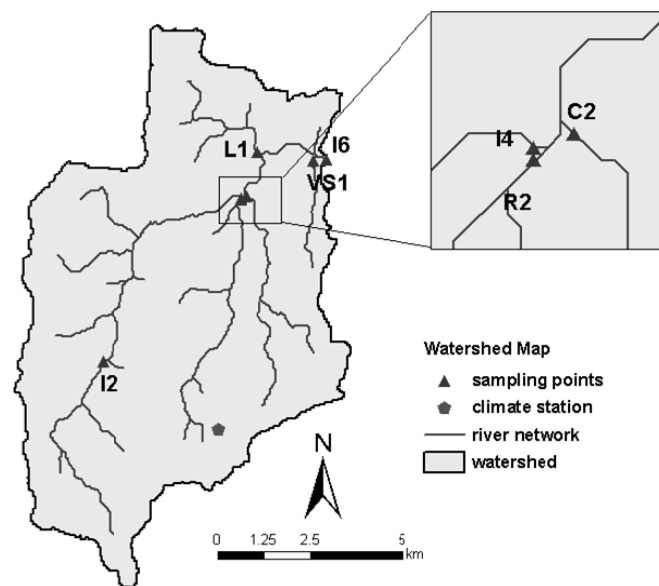 L1
I6
VS1
I2
C2
I4
R2
Watershed Map
sampling points
climate station
river network
watershed
N
0 1.25 2.5 5
km